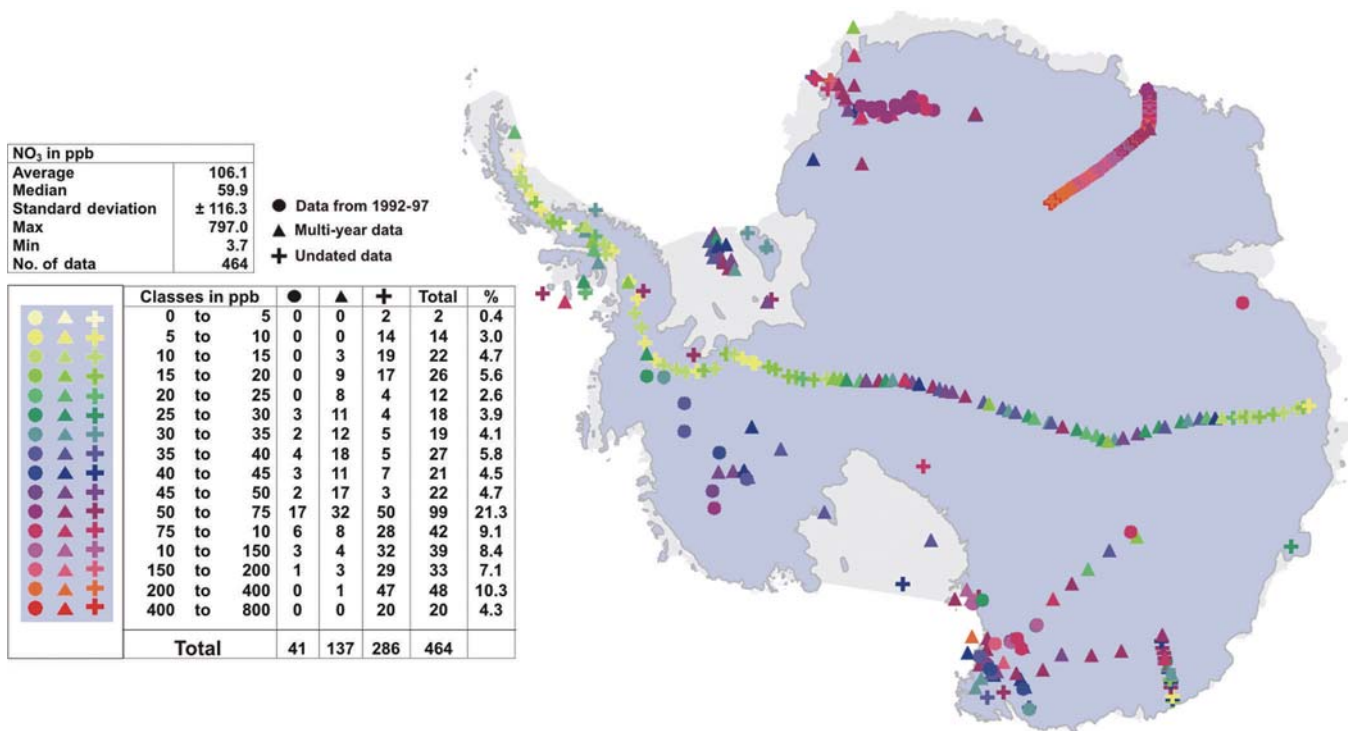 NO3 in ppb
Average 106.1
Median 59.9
Standard deviation ± 116.3
Max 797.0
Min 3.7
No. of data 464
Data from 1992-97
Multi-year data
Undated data
Classes in ppb Total %
0 to 5 0 0 2 2 0.4
5 to 10 0 0 14 14 3.0
10 to 15 0 3 19 22 4.7
15 to 20 0 9 17 26 5.6
20 to 25 0 8 4 12 2.6
25 to 30 3 11 4 18 3.9
30 to 35 2 12 5 19 4.1
35 to 40 4 18 5 27 5.8
40 to 45 3 11 7 21 4.5
45 to 50 2 17 3 22 4.7
50 to 75 17 32 50 99 21.3
75 to 10 6 8 28 42 9.1
10 to 150 3 4 32 39 8.4
150 to 200 1 3 29 33 7.1
200 to 400 0 1 47 48 10.3
400 to 800 0 0 20 20 4.3
Total 41 137 286 464